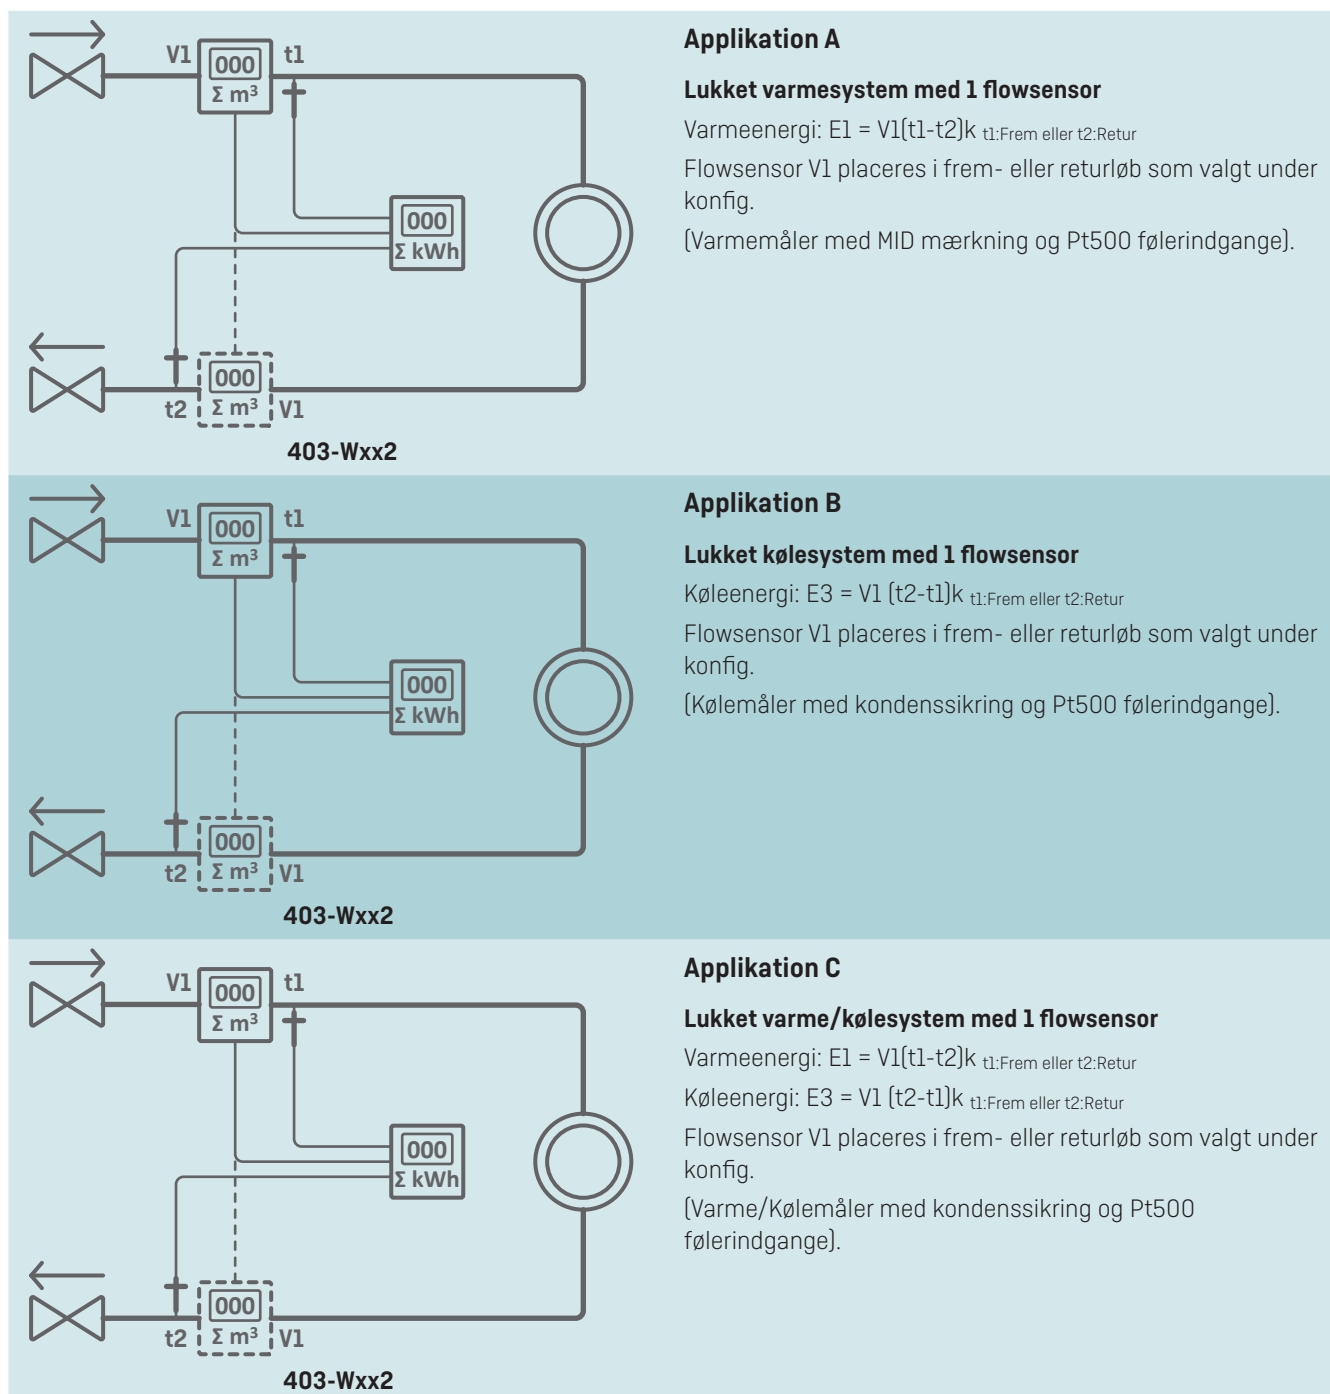 V1
000
Σ m³
t1
000
Σ kWh
t2
000
Σ m³
V1
403-Wxx2
Applikation A
Lukket varmesystem med 1 flowsensor
Varmeenergi: E1 = V1(t1-t2)k t1:Frem eller t2:Retur
Flowsensor V1 placeres i frem- eller returløb som valgt under
konfig.
(Varmemåler med MID mærkning og Pt500 følerindgange).
V1
000
Σ m³
t1
000
Σ kWh
t2
000
Σ m³
V1
403-Wxx2
Applikation B
Lukket kølesystem med 1 flowsensor
Køleenergi: E3 = V1 (t2-t1)k t1:Frem eller t2:Retur
Flowsensor V1 placeres i frem- eller returløb som valgt under
konfig.
(Kølemåler med kondenssikring og Pt500 følerindgange).
V1
000
Σ m³
t1
000
Σ kWh
t2
000
Σ m³
V1
403-Wxx2
Applikation C
Lukket varme/kølesystem med 1 flowsensor
Varmeenergi: E1 = V1(t1-t2)k t1:Frem eller t2:Retur
Køleenergi: E3 = V1 (t2-t1)k t1:Frem eller t2:Retur
Flowsensor V1 placeres i frem- eller returløb som valgt under
konfig.
(Varme/Kølemåler med kondenssikring og Pt500
følerindgange).